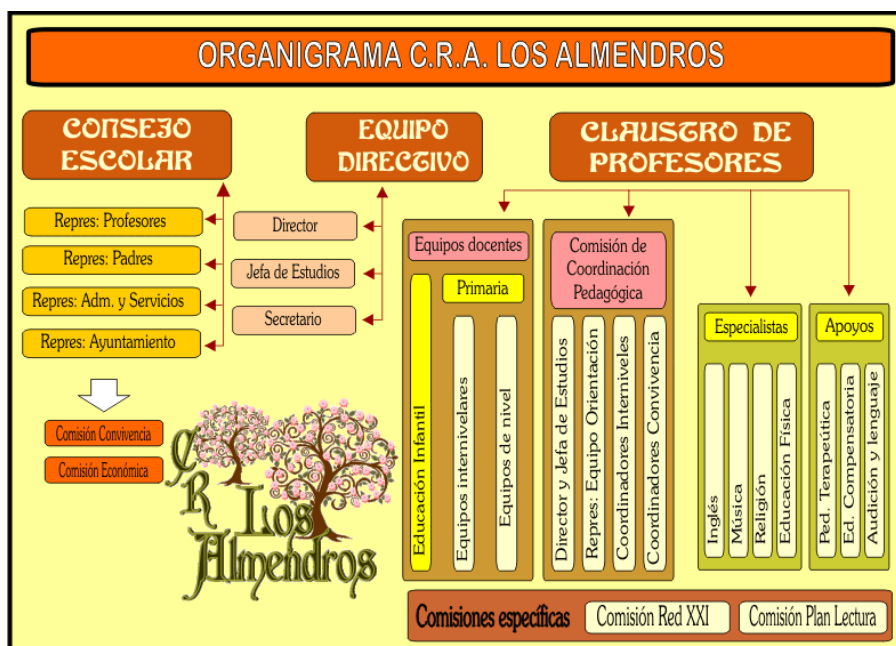 ORGANIGRAMA C.R.A. LOS ALMENDROS
CONSEJO
ESCOLAR
Repres: Profesores
Repres: Padres
Repres: Adm. y Servicios
Repres: Ayuntamiento
Comisión Convivencia
Comisión Económica
EQUIPO
DIRECTIVO
Director
Jefa de Estudios
Secretario
CLAUSTRO DE
PROFESORES
Equipos docentes
Educación Infantil
Primaria
Equipos internivelares
Equipos de nivel
Comisión de
Coordinación
Pedagógica
Director y Jefa de Estudios
Repres: Equipo Orientación
Coordinadores Interniveles
Coordinadores Convivencia
Especialistas
Inglés
Música
Religión
Educación Física
Apoyos
Ped. Terapeútica
Ed. Compensatoria
Audición y lenguaje
CR
Los
Almendros
Comisiones específicas
Comisión Red XXI
Comisión Plan Lectura